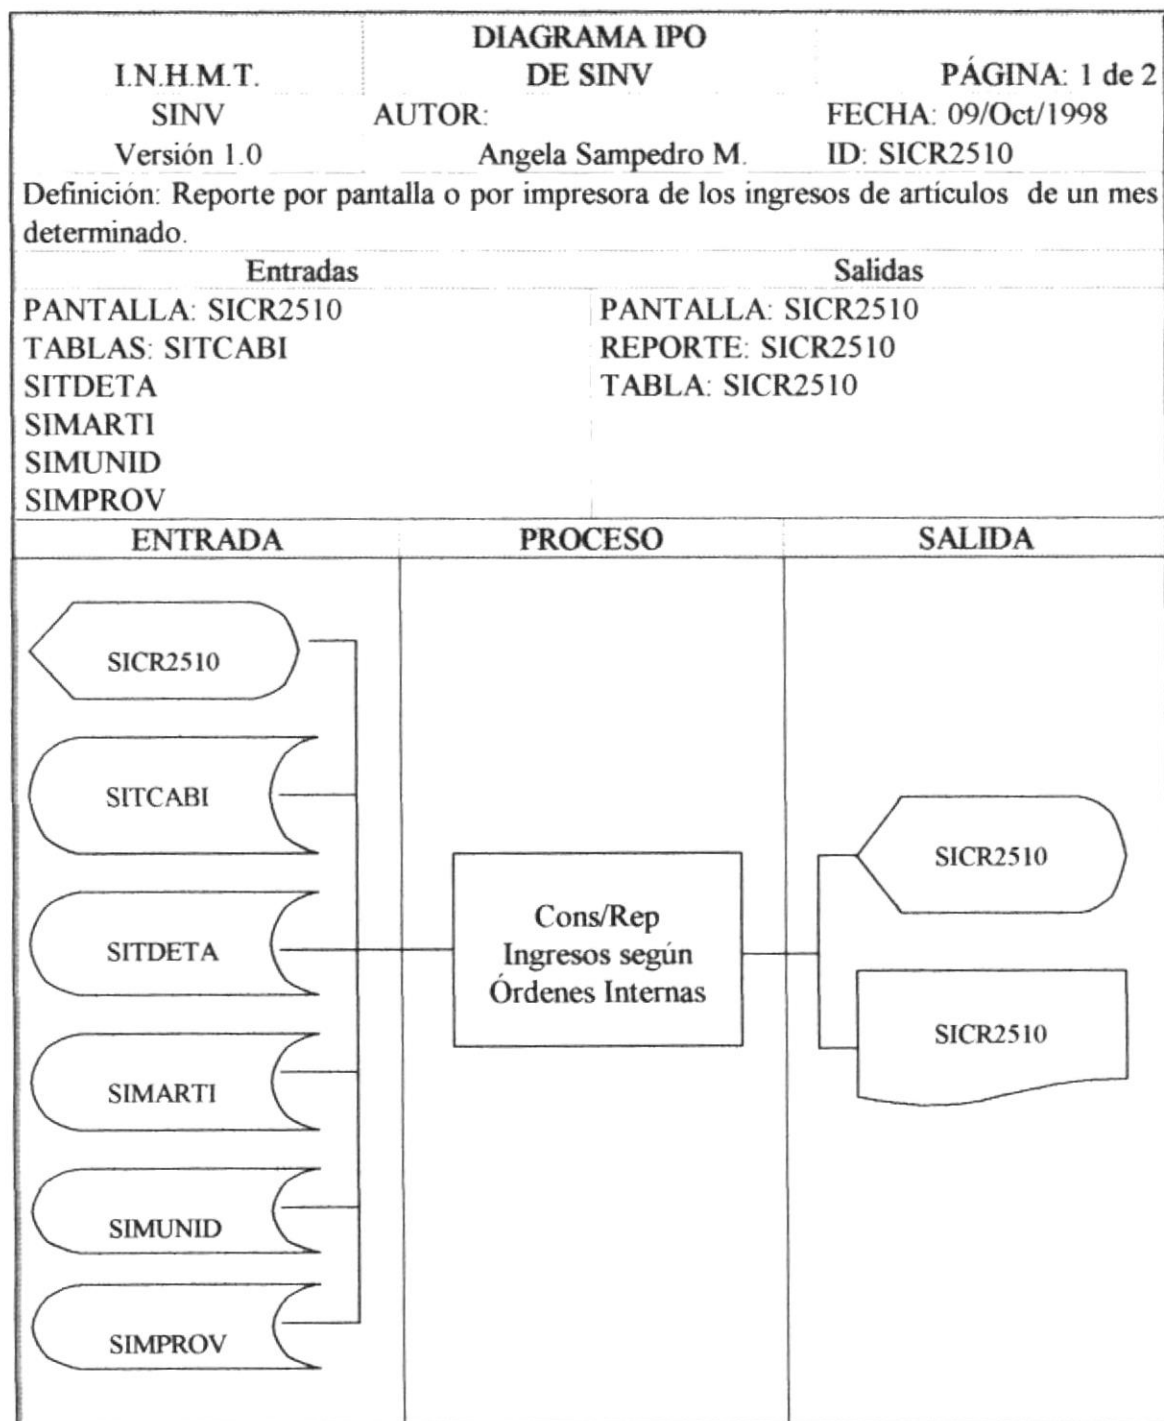 DIAGRAMA IPO
I.N.H.M.T. DE SINV PÁGINA: 1 de 2
SINV AUTOR: FECHA: 09/Oct/1998
Versión 1.0 Angela Sampedro M. ID: SICR2510
Definición: Reporte por pantalla o por impresora de los ingresos de artículos de un mes
determinado.
Entradas Salidas
PANTALLA: SICR2510 PANTALLA: SICR2510
TABLAS: SITCABI REPORTE: SICR2510
SITDETA TABLA: SICR2510
SIMARTI
SIMUNID
SIMPROV
ENTRADA PROCESO SALIDA
SICR2510
SITCABI
SITDETA
SIMARTI
SIMUNID
SIMPROV
Cons/Rep
Ingresos según
Órdenes Internas
SICR2510
SICR2510